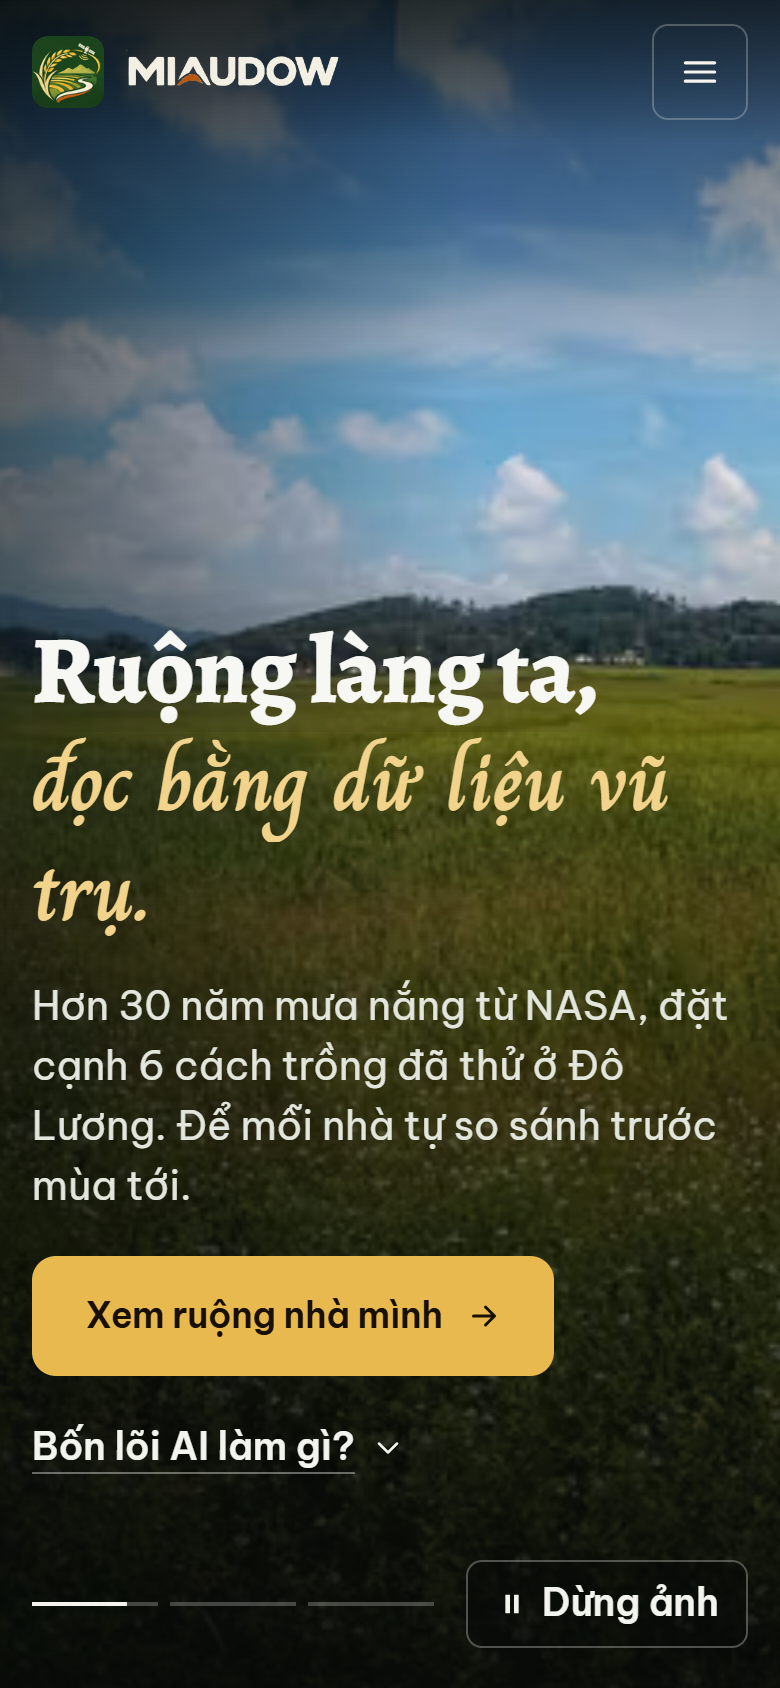 MIAUDOW
Ruộng làng ta,
đọc bằng dữ liệu vũ
trụ.
Hơn 30 năm mưa nắng từ NASA, đặt
cạnh 6 cách trồng đã thử ở Đô
Lương. Để mỗi nhà tự so sánh trước
mùa tới.
Xem ruộng nhà mình
Bốn lõi AI làm gì?
Dừng ảnh